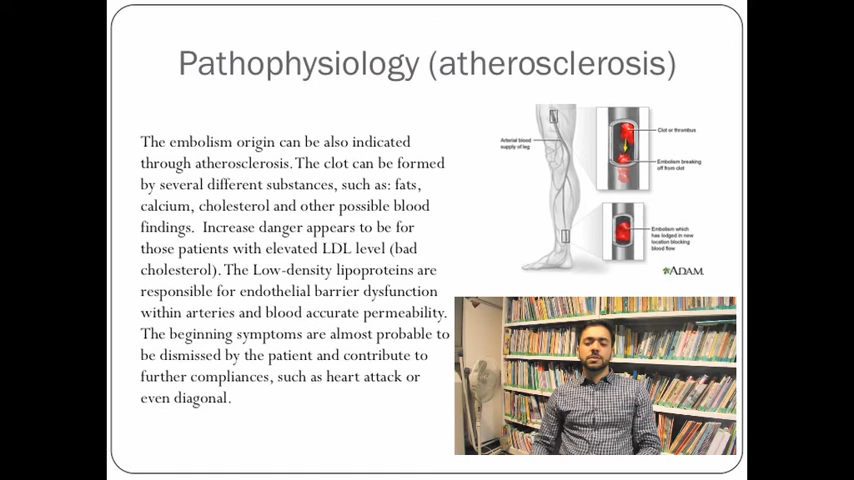 Pathophysiology (atherosclerosis)
The embolism origin can be also indicated
through atherosclerosis. The clot can be formed
by several different substances, such as: fats,
calcium, cholesterol and other possible blood
findings.  Increase danger appears to be for
those patients with elevated LDL level (bad
cholesterol). The Low-density lipoproteins are
responsible for endothelial barrier dysfunction
within arteries and blood accurate permeability.
The beginning symptoms are almost probable to
be dismissed by the patient and contribute to
further compliances, such as heart attack or
even diagonal.
Arterial blood
supply of leg
Clot or thrombus
Embolism breaking
off from clot
Embolism which
has lodged in new
location blocking
blood flow
ADAM.